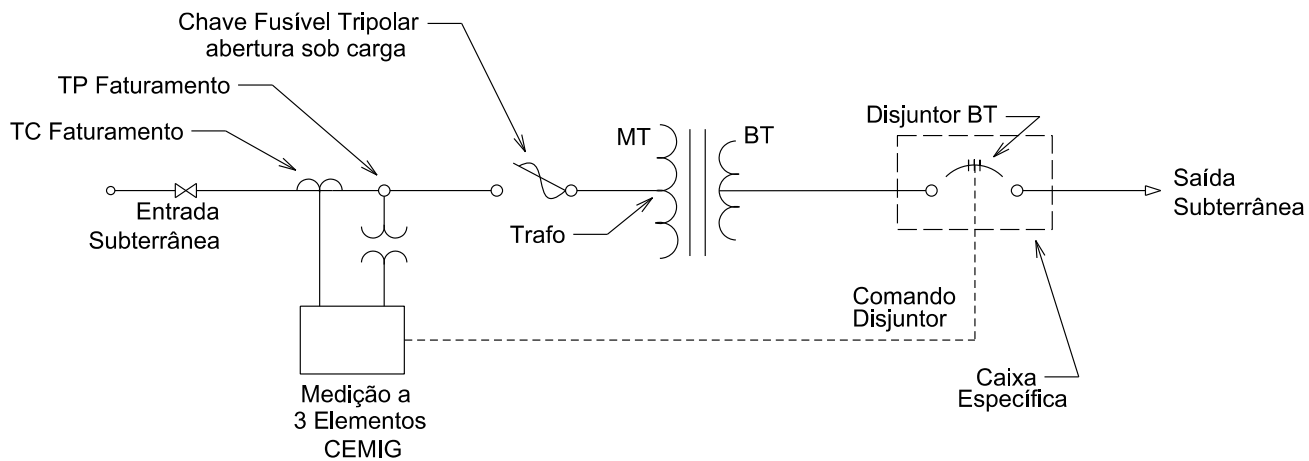 Chave Fusível Tripolar
abertura sob carga
TP Faturamento
TC Faturamento
MT
BT
Disjuntor BT
Entrada
Subterrânea
Trafo
Saída
Subterrânea
Comando
Disjuntor
Caixa
Específica
Medição a
3 Elementos
CEMIG